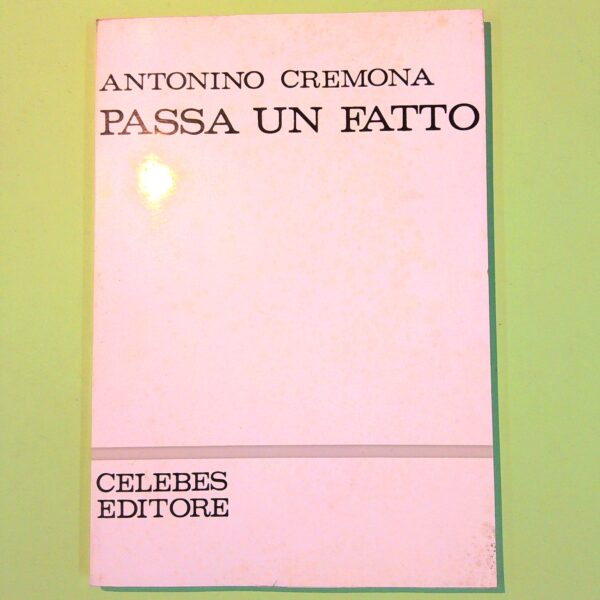 ANTONINO CREMONA
PASSA UN FATTO
CELEBES
EDITORE